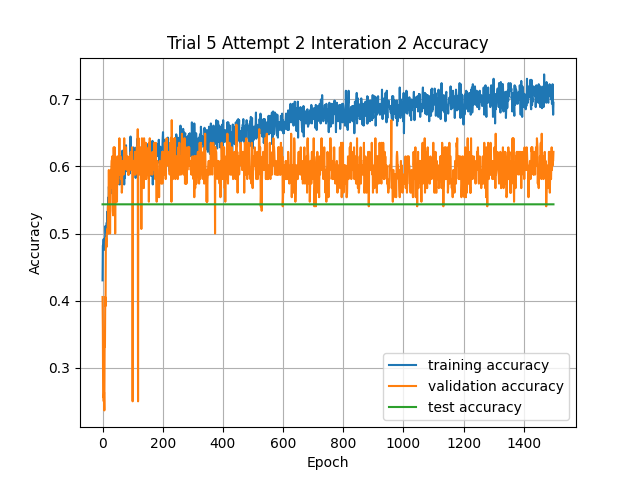 Trial 5 Attempt 2 Interation 2 Accuracy
0.7
0.6
0.5
0.4
0.3
Accuracy
0 200 400 600 800 1000 1200 1400
Epoch
training accuracy
validation accuracy
test accuracy